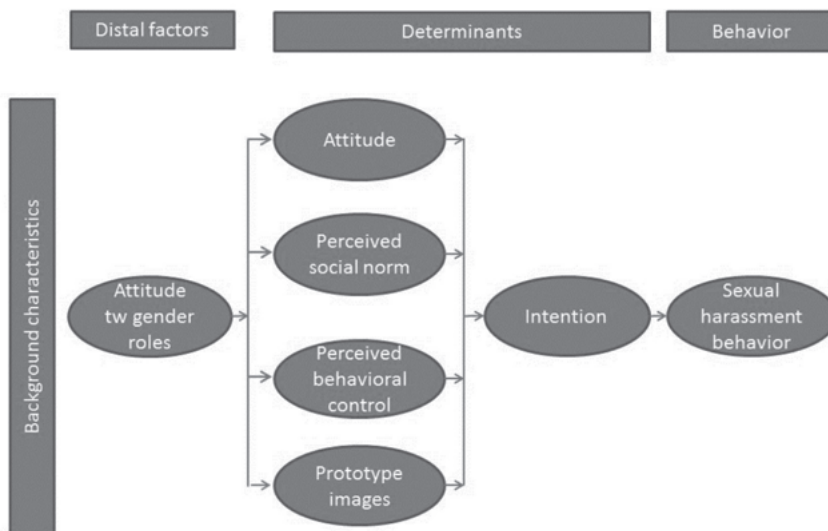 Distal factors
Determinants
Behavior
Background characteristics
Attitude
tw gender
roles
Attitude
Perceived
social norm
Perceived
behavioral
control
Prototype
images
Intention
Sexual
harassment
behavior